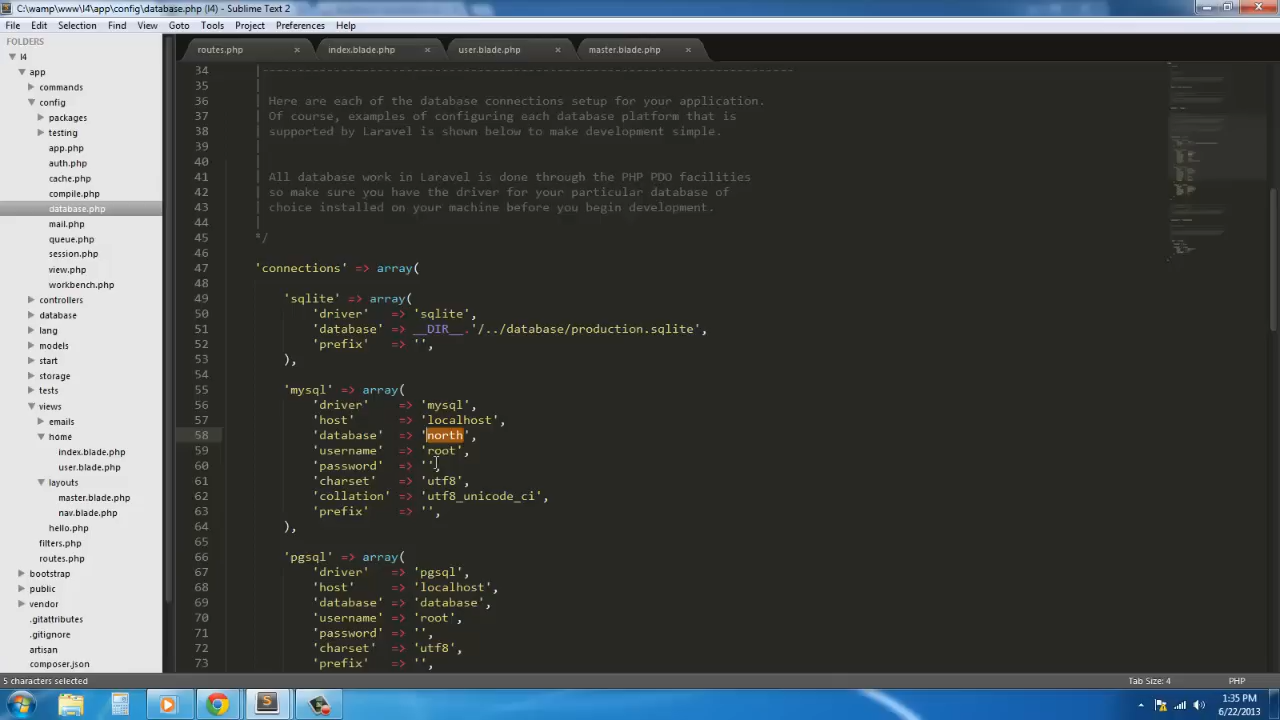 C:\wamp\www\l4\app\config\database.php (l4) - Sublime Text 2
File Edit Selection Find View Goto Tools Project Preferences Help
FOLDERS
l4
app
commands
config
packages
testing
app.php
auth.php
cache.php
compile.php
database.php
mail.php
queue.php
session.php
view.php
workbench.php
controllers
database
lang
models
start
storage
tests
views
emails
home
index.blade.php
user.blade.php
layouts
master.blade.php
nav.blade.php
hello.php
filters.php
routes.php
bootstrap
public
vendor
.gitattributes
.gitignore
artisan
composer.json
routes.php × index.blade.php × user.blade.php × master.blade.php ×
34 |--------------------------------------------------------------------------
35 |
36 | Here are each of the database connections setup for your application.
37 | Of course, examples of configuring each database platform that is
38 | supported by Laravel is shown below to make development simple.
39 |
40 |
41 | All database work in Laravel is done through the PHP PDO facilities
42 | so make sure you have the driver for your particular database of
43 | choice installed on your machine before you begin development.
44 |
45 */
46
47 'connections' => array(
48
49 'sqlite' => array(
50 'driver' => 'sqlite',
51 'database' => __DIR__.'/../database/production.sqlite',
52 'prefix' => '',
53 ),
54
55 'mysql' => array(
56 'driver' => 'mysql',
57 'host' => 'localhost',
58 'database' => 'north',
59 'username' => 'root',
60 'password' => '',
61 'charset' => 'utf8',
62 'collation' => 'utf8_unicode_ci',
63 'prefix' => '',
64 ),
65
66 'pgsql' => array(
67 'driver' => 'pgsql',
68 'host' => 'localhost',
69 'database' => 'database',
70 'username' => 'root',
71 'password' => '',
72 'charset' => 'utf8',
73 'prefix' => '',
5 characters selected Tab Size: 4 PHP
1:35 PM
6/22/2013